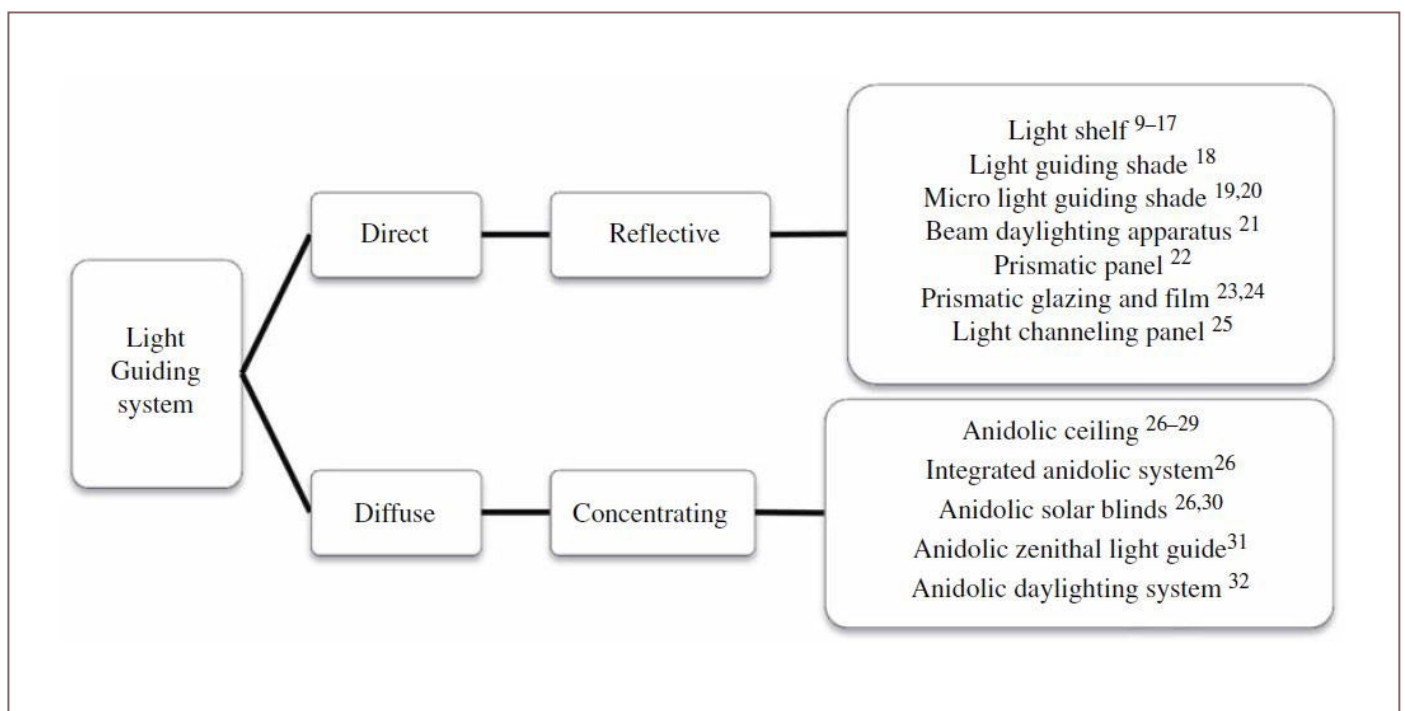 Light
Guiding
system
Direct
Reflective
Light shelf 9–17
Light guiding shade 18
Micro light guiding shade 19,20
Beam daylighting apparatus 21
Prismatic panel 22
Prismatic glazing and film 23,24
Light channeling panel 25
Diffuse
Concentrating
Anidolic ceiling 26–29
Integrated anidolic system26
Anidolic solar blinds 26,30
Anidolic zenithal light guide31
Anidolic daylighting system 32